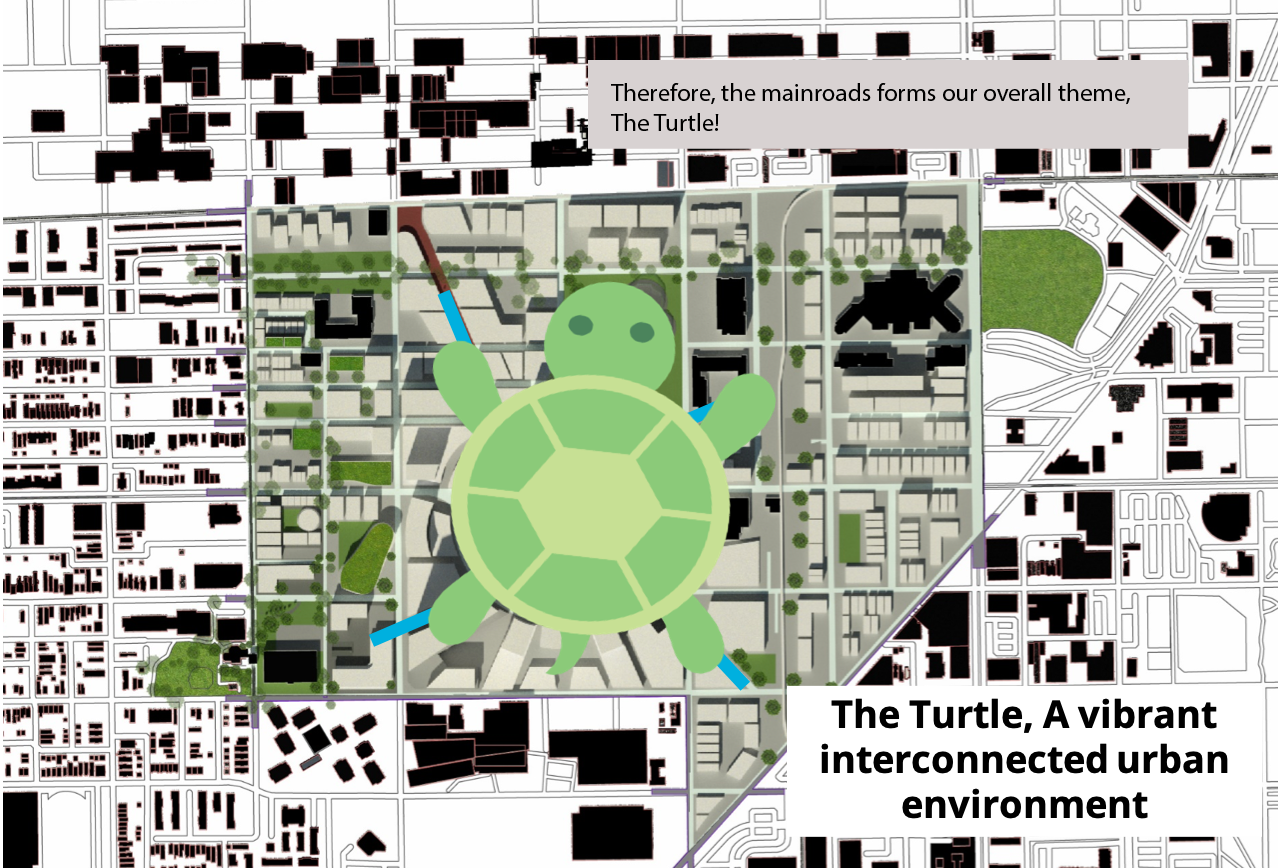 Therefore, the mainroads forms our overall theme,
The Turtle!
The Turtle, A vibrant
interconnected urban
environment